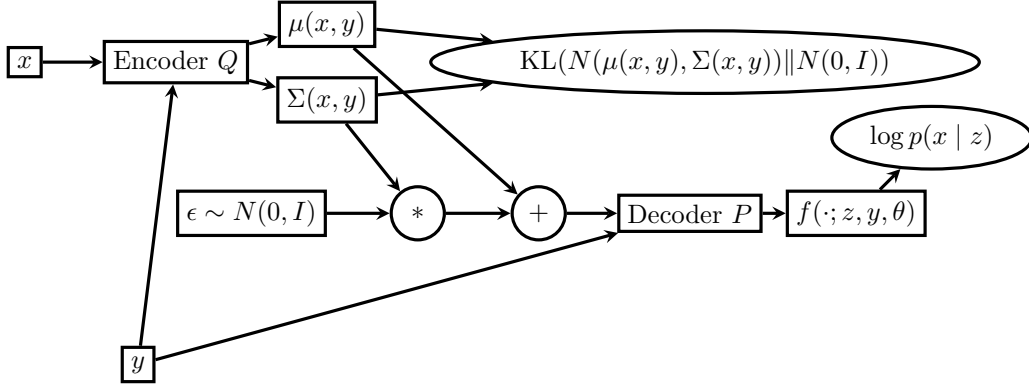 x
Encoder Q
μ(x, y)
Σ(x, y)
KL(N(μ(x, y), Σ(x, y))‖N(0, I))
log p(x | z)
ϵ ∼ N(0, I)
*
+
Decoder P
f(·; z, y, θ)
y